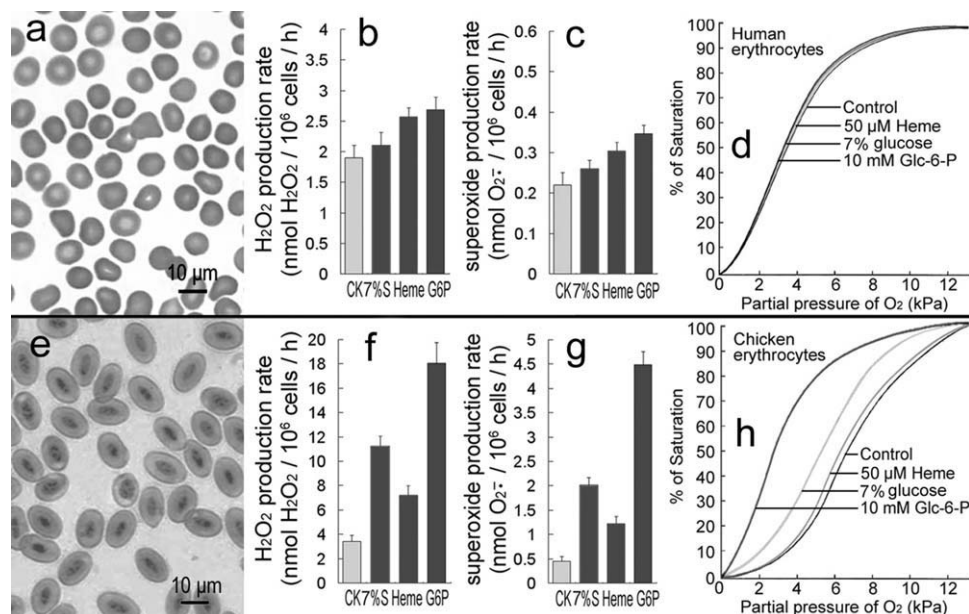 a
10 µm
b
H₂O₂ production rate
(nmol H₂O₂ / 10⁶ cells / h)
4
3.5
3
2.5
2
1.5
1
0.5
0
CK7%S Heme G6P
c
superoxide production rate
(nmol O₂⁻̇ / 10⁶ cells / h)
0.6
0.4
0.3
0.2
0.1
0
CK7%S Heme G6P
d
Human
erythrocytes
% of Saturation
100
90
80
70
60
50
40
30
20
10
0
Control
50 µM Heme
7% glucose
10 mM Glc-6-P
0 2 4 6 8 10 12
Partial pressure of O₂ (kPa)
e
10 µm
f
H₂O₂ production rate
(nmol H₂O₂ / 10⁶ cells / h)
20
18
16
14
12
10
8
6
4
2
0
CK7%S Heme G6P
g
superoxide production rate
(nmol O₂⁻̇ / 10⁶ cells / h)
5
4.5
4
3.5
3
2.5
2
1.5
1
0.5
0
CK7%S Heme G6P
h
Chicken
erythrocytes
% of Saturation
100
90
80
70
60
50
40
30
20
10
0
Control
50 µM Heme
7% glucose
10 mM Glc-6-P
0 2 4 6 8 10 12
Partial pressure of O₂ (kPa)